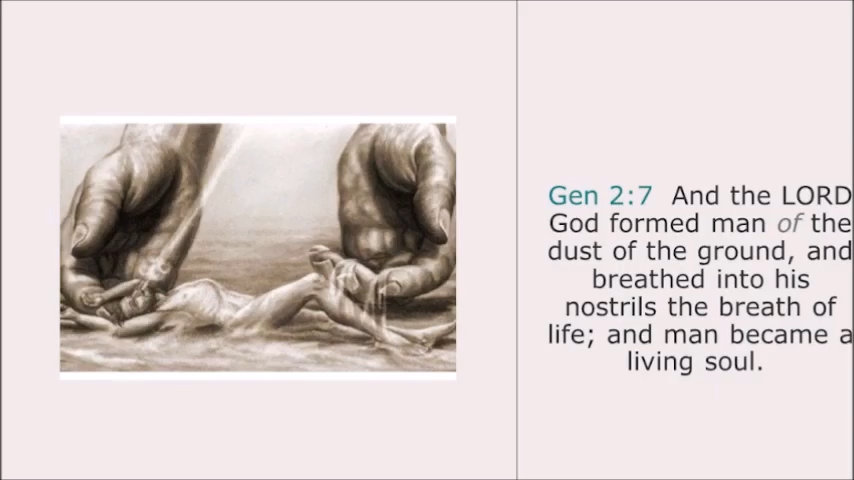 Gen 2:7 And the LORD
God formed man of the
dust of the ground, and
breathed into his
nostrils the breath of
life; and man became a
living soul.